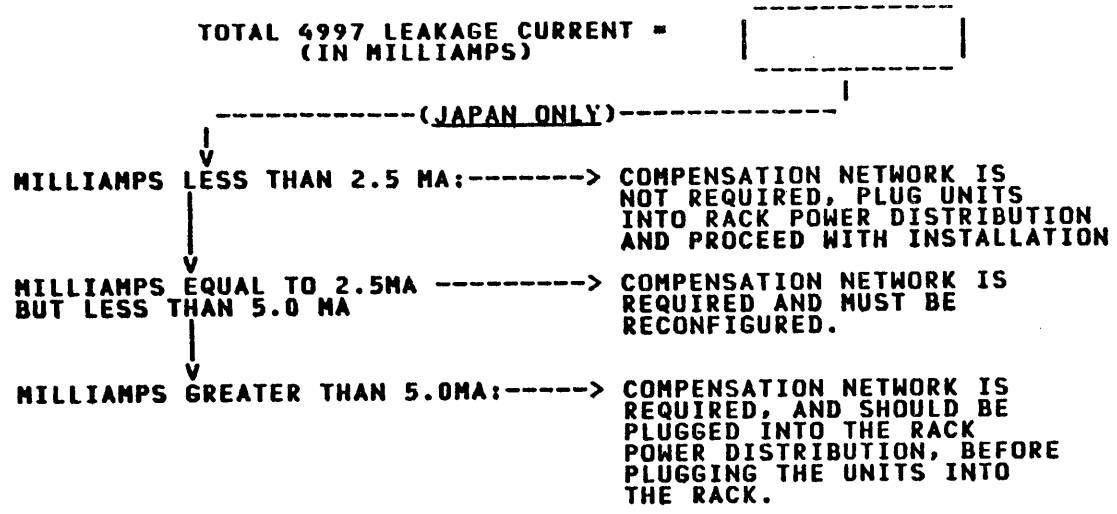 TOTAL 4997 LEAKAGE CURRENT =
(IN MILLIAMPS)
(JAPAN ONLY)
MILLIAMPS LESS THAN 2.5 MA:-------> COMPENSATION NETWORK IS
NOT REQUIRED, PLUG UNITS
INTO RACK POWER DISTRIBUTION
AND PROCEED WITH INSTALLATION
MILLIAMPS EQUAL TO 2.5MA ---------> COMPENSATION NETWORK IS
BUT LESS THAN 5.0 MA
REQUIRED AND MUST BE
RECONFIGURED.
MILLIAMPS GREATER THAN 5.0MA:-----> COMPENSATION NETWORK IS
REQUIRED, AND SHOULD BE
PLUGGED INTO THE RACK
POWER DISTRIBUTION, BEFORE
PLUGGING THE UNITS INTO
THE RACK.